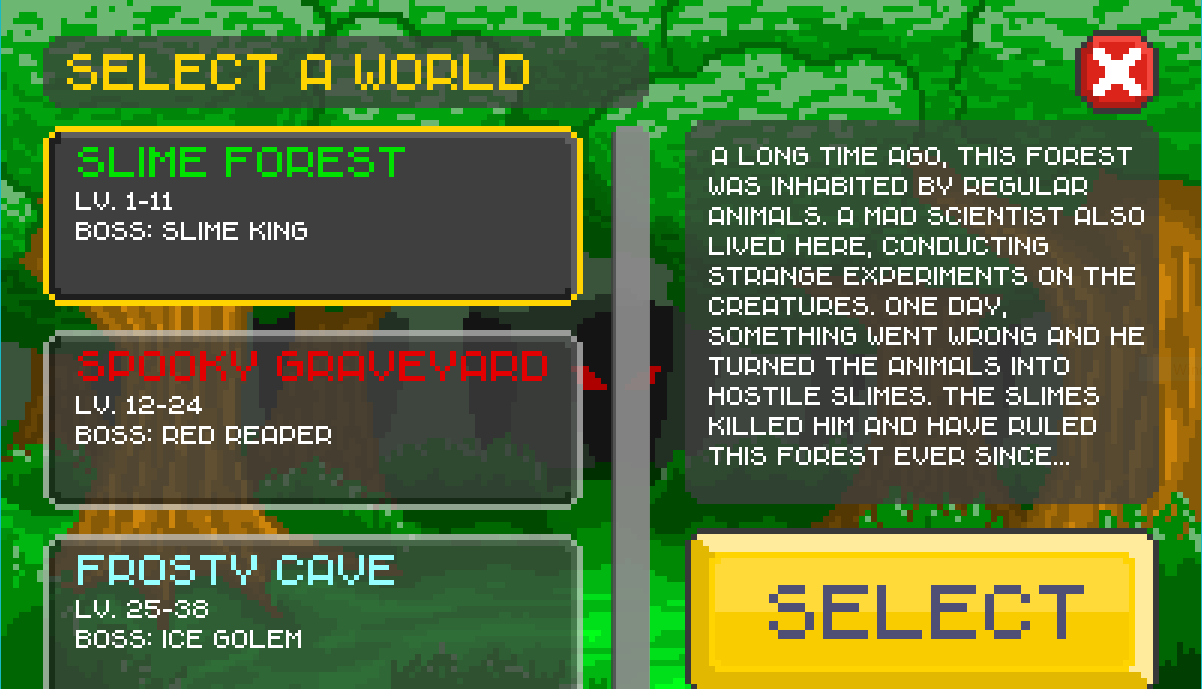 SELECT A WORLD
SLIME FOREST
LV. 1-11
BOSS: SLIME KING
SPOOKY GRAVEYARD
LV. 12-24
BOSS: RED REAPER
FROSTY CAVE
LV. 25-38
BOSS: ICE GOLEM
A LONG TIME AGO, THIS FOREST
WAS INHABITED BY REGULAR
ANIMALS. A MAD SCIENTIST ALSO
LIVED HERE, CONDUCTING
STRANGE EXPERIMENTS ON THE
CREATURES. ONE DAY,
SOMETHING WENT WRONG AND HE
TURNED THE ANIMALS INTO
HOSTILE SLIMES. THE SLIMES
KILLED HIM AND HAVE RULED
THIS FOREST EVER SINCE...
SELECT